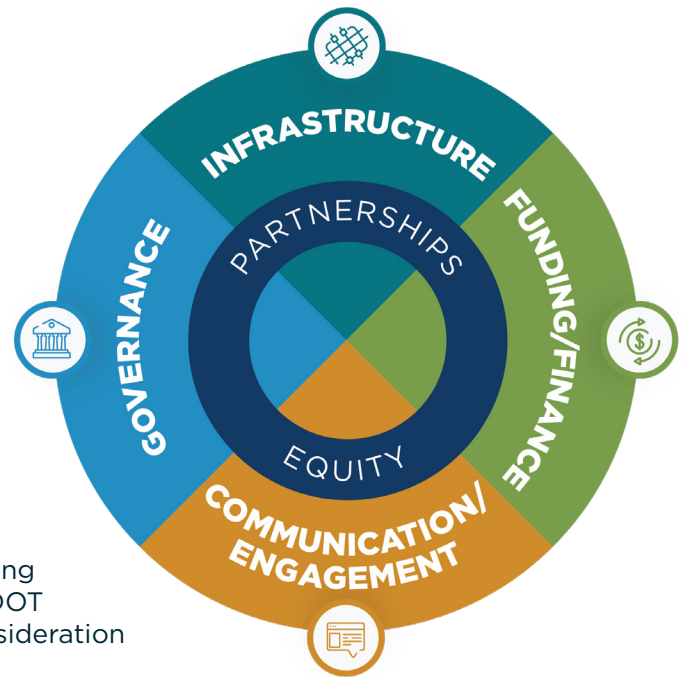 INFRASTRUCTURE
PARTNERSHIPS
GOVERNANCE
FUNDING/FINANCE
EQUITY
COMMUNICATION/
ENGAGEMENT
$